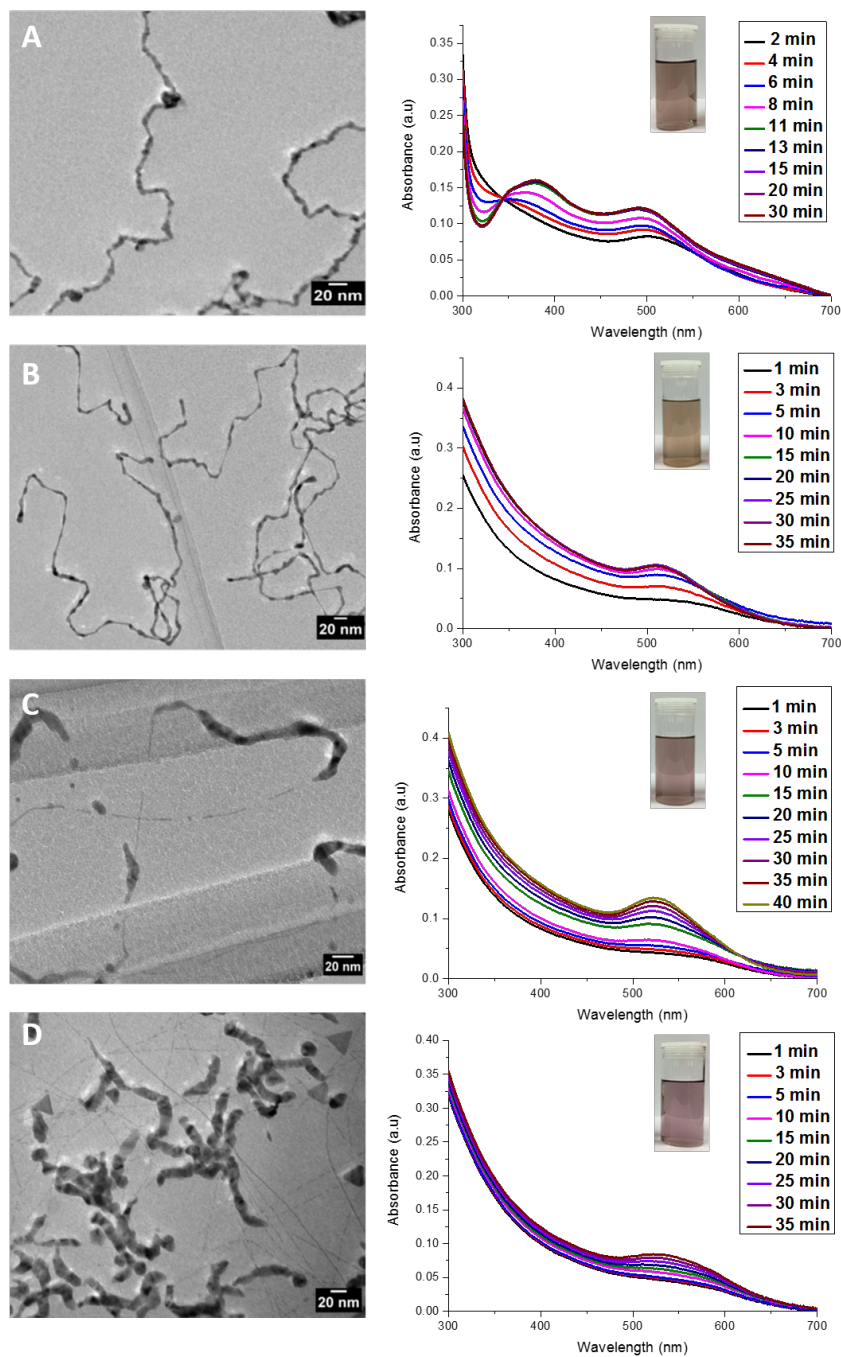 A
20 nm
0.35
0.30
0.25
0.20
0.15
0.10
0.05
0.00
300
400
500
600
700
Absorbance (a.u)
Wavelength (nm)
2 min
4 min
6 min
8 min
11 min
13 min
15 min
20 min
30 min
B
20 nm
0.4
0.3
0.2
0.1
0.0
300
400
500
600
700
Absorbance (a.u)
Wavelength (nm)
1 min
3 min
5 min
10 min
15 min
20 min
25 min
30 min
35 min
C
20 nm
0.4
0.3
0.2
0.1
0.0
300
400
500
600
700
Absorbance (a.u)
Wavelength (nm)
1 min
3 min
5 min
10 min
15 min
20 min
25 min
30 min
35 min
40 min
D
20 nm
0.40
0.35
0.30
0.25
0.20
0.15
0.10
0.05
0.00
300
400
500
600
700
Absorbance (a.u)
Wavelength (nm)
1 min
3 min
5 min
10 min
15 min
20 min
25 min
30 min
35 min